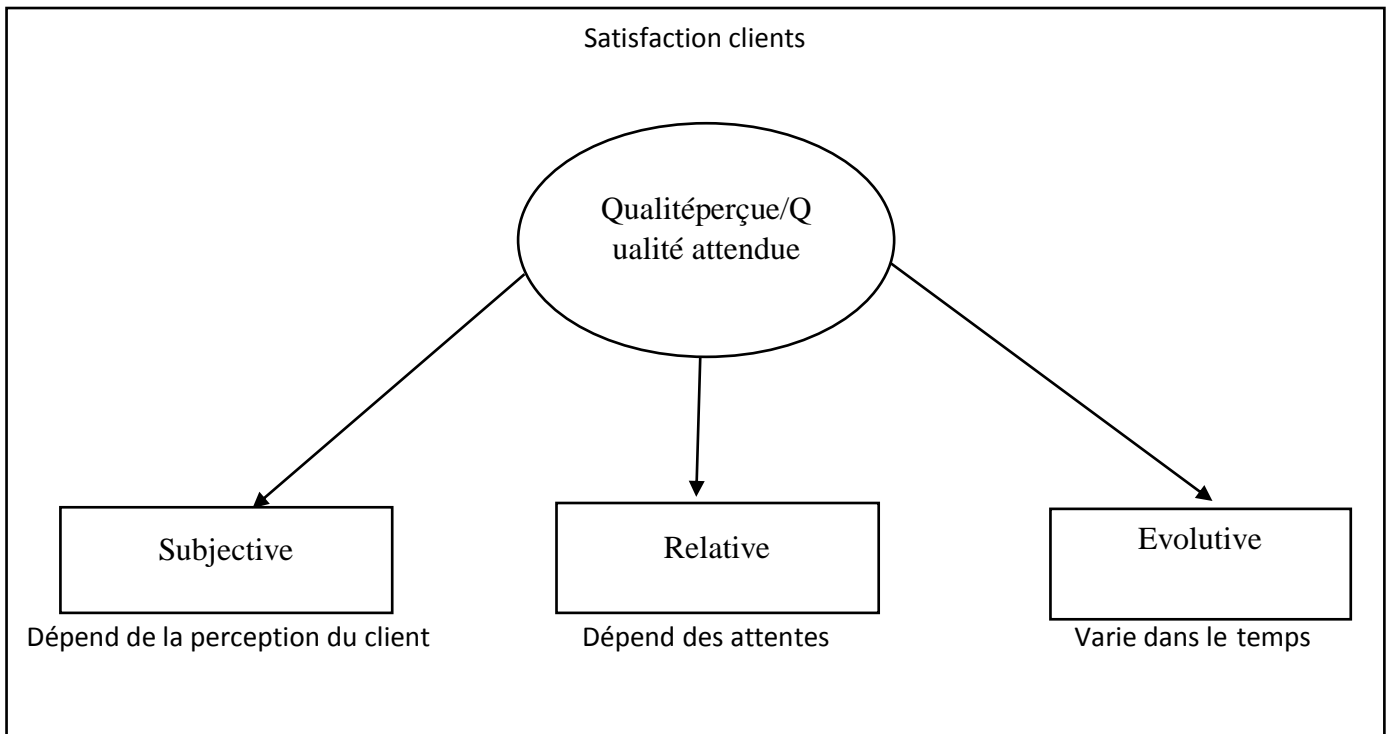 Satisfaction clients
Qualitéperçue/Q
ualité attendue
Subjective
Relative
Evolutive
Dépend de la perception du client
Dépend des attentes
Varie dans le temps